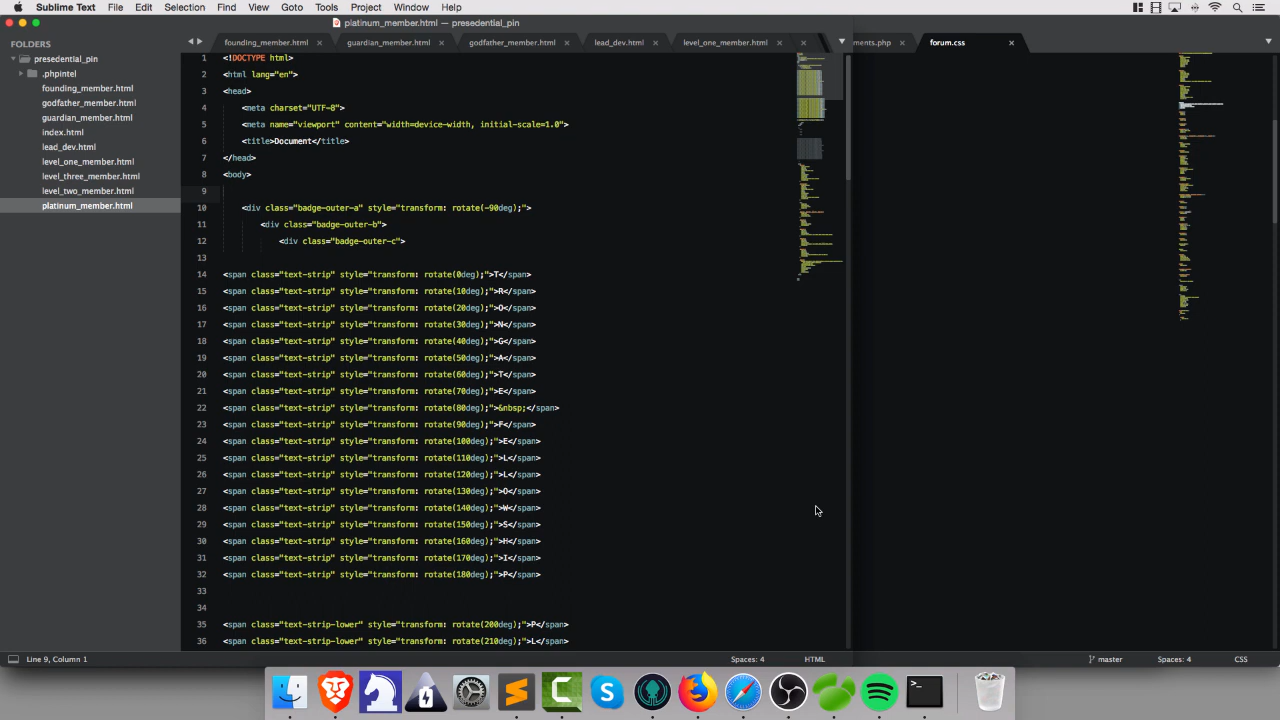 Sublime Text File Edit Selection Find View Goto Tools Project Window Help
platinum_member.html — presedential_pin
FOLDERS
presedential_pin
.phpintel
founding_member.html
godfather_member.html
guardian_member.html
index.html
lead_dev.html
level_one_member.html
level_three_member.html
level_two_member.html
platinum_member.html
founding_member.html guardian_member.html godfather_member.html lead_dev.html level_one_member.html ments.php forum.css
1 <!DOCTYPE html>
2 <html lang="en">
3 <head>
4 <meta charset="UTF-8">
5 <meta name="viewport" content="width=device-width, initial-scale=1.0">
6 <title>Document</title>
7 </head>
8 <body>
9
10 <div class="badge-outer-a" style="transform: rotate(-90deg);">
11 <div class="badge-outer-b">
12 <div class="badge-outer-c">
13
14 <span class="text-strip" style="transform: rotate(0deg);">T</span>
15 <span class="text-strip" style="transform: rotate(10deg);">R</span>
16 <span class="text-strip" style="transform: rotate(20deg);">O</span>
17 <span class="text-strip" style="transform: rotate(30deg);">N</span>
18 <span class="text-strip" style="transform: rotate(40deg);">G</span>
19 <span class="text-strip" style="transform: rotate(50deg);">A</span>
20 <span class="text-strip" style="transform: rotate(60deg);">T</span>
21 <span class="text-strip" style="transform: rotate(70deg);">E</span>
22 <span class="text-strip" style="transform: rotate(80deg);">&nbsp;</span>
23 <span class="text-strip" style="transform: rotate(90deg);">F</span>
24 <span class="text-strip" style="transform: rotate(100deg);">E</span>
25 <span class="text-strip" style="transform: rotate(110deg);">L</span>
26 <span class="text-strip" style="transform: rotate(120deg);">L</span>
27 <span class="text-strip" style="transform: rotate(130deg);">O</span>
28 <span class="text-strip" style="transform: rotate(140deg);">W</span>
29 <span class="text-strip" style="transform: rotate(150deg);">S</span>
30 <span class="text-strip" style="transform: rotate(160deg);">H</span>
31 <span class="text-strip" style="transform: rotate(170deg);">I</span>
32 <span class="text-strip" style="transform: rotate(180deg);">P</span>
33
34
35 <span class="text-strip-lower" style="transform: rotate(200deg);">P</span>
36 <span class="text-strip-lower" style="transform: rotate(210deg);">L</span>
Line 9, Column 1 Spaces: 4 HTML master Spaces: 4 CSS